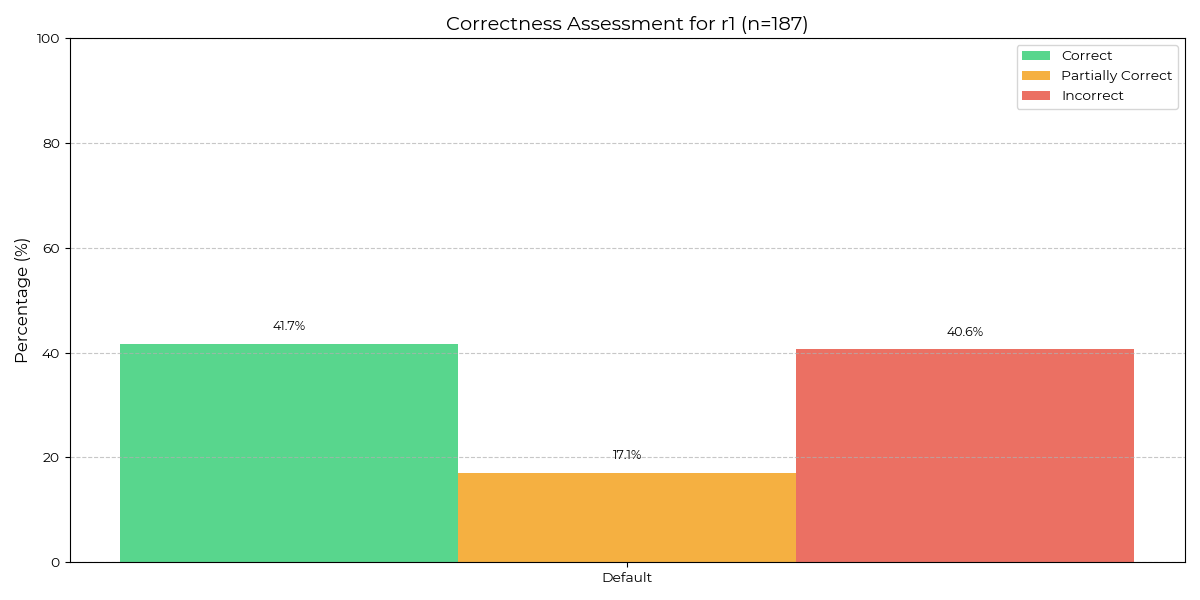 Correctness Assessment for r1 (n=187)
100
80
60
40
20
0
Percentage (%)
Correct
Partially Correct
Incorrect
41.7%
17.1%
40.6%
Default